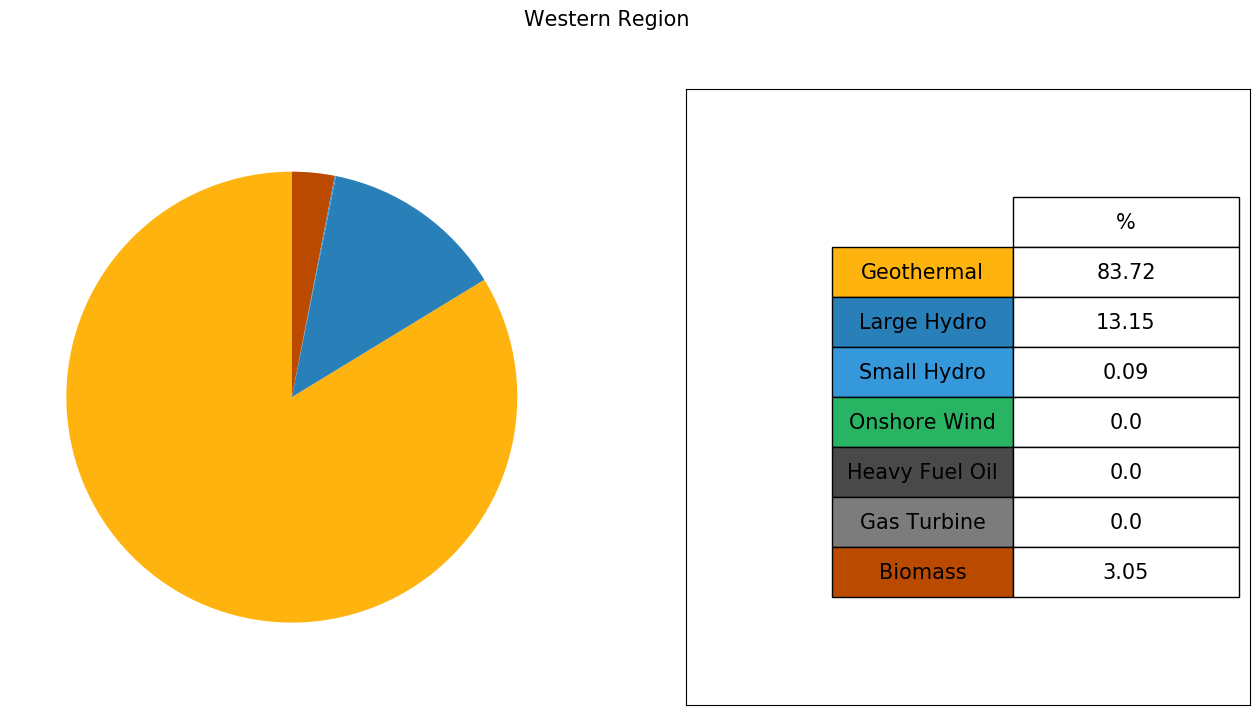 Western Region
%
Geothermal 83.72
Large Hydro 13.15
Small Hydro 0.09
Onshore Wind 0.0
Heavy Fuel Oil 0.0
Gas Turbine 0.0
Biomass 3.05